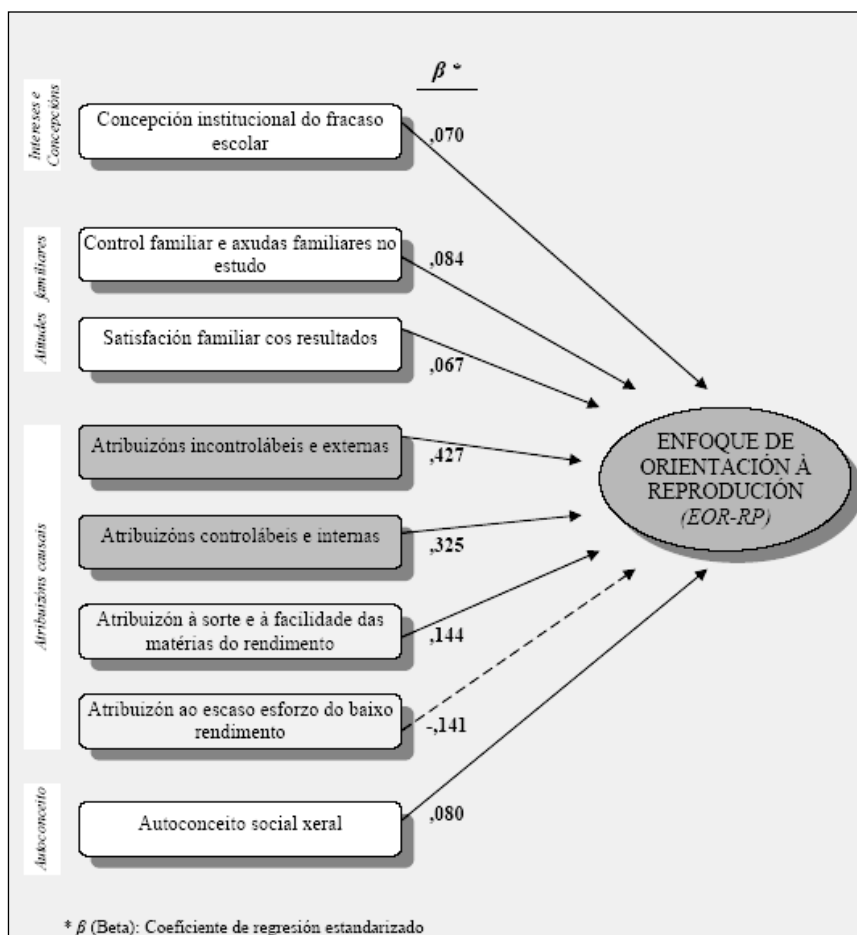 β *
Intereses e
Concepcións
Concepción institucional do fracaso
escolar
,070
Atitudes familiares
Control familiar e axudas familiares no
estudo
,084
Satisfación familiar cos resultados
,067
Atribuizóns causais
Atribuizóns incontrolábeis e externas
,427
Atribuizóns controlábeis e internas
,325
Atribuizón à sorte e à facilidade das
matérias do rendimento
,144
Atribuizón ao escaso esforzo do baixo
rendimento
-,141
Autoconceito
Autoconceito social xeral
,080
ENFOQUE DE
ORIENTACIÓN À
REPRODUCIÓN
(EOR-RP)
* β (Beta): Coeficiente de regresión estandarizado